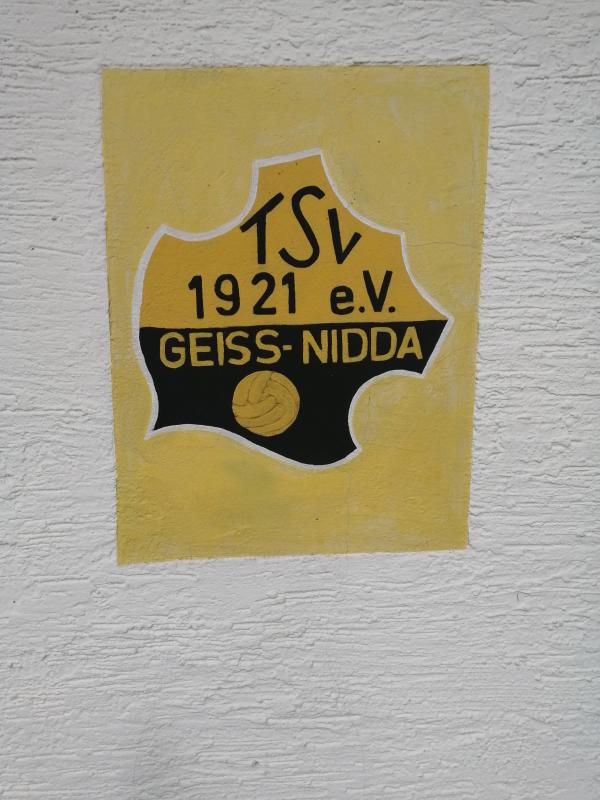 TSV
1921 e.V.
GEISS-NIDDA